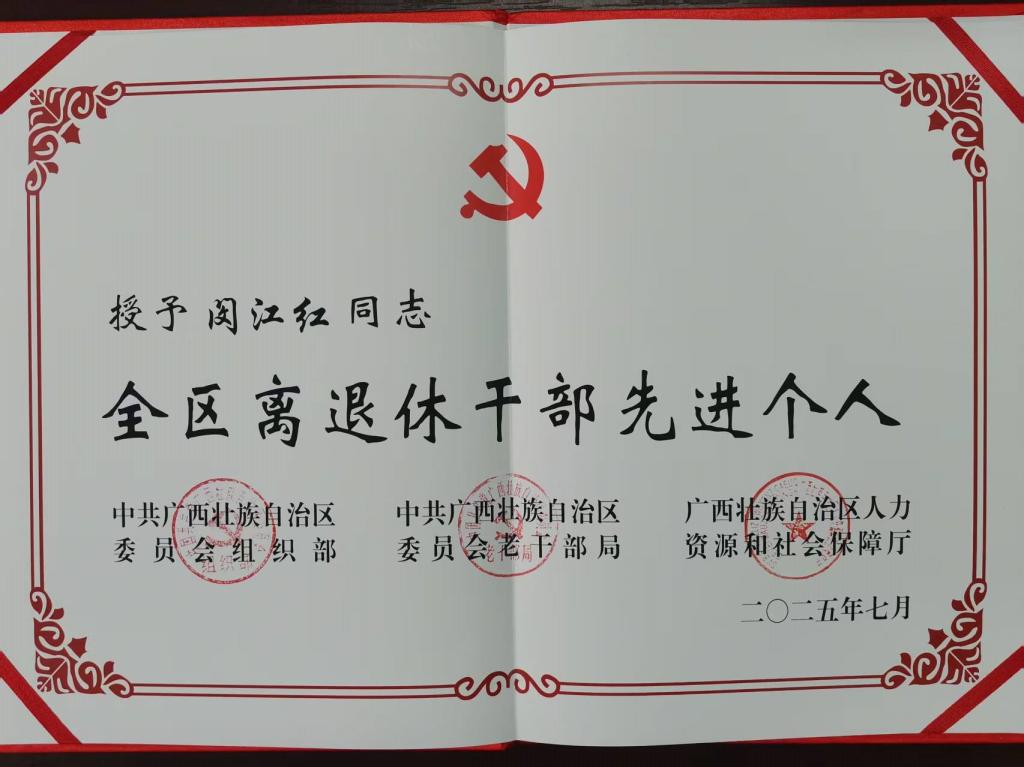 授予闵江红同志
全区离退休干部先进个人
中共广西壮族自治区
委员会组织部
中共广西壮族自治区
委员会老干部局
广西壮族自治区人力
资源和社会保障厅
二〇二五年七月